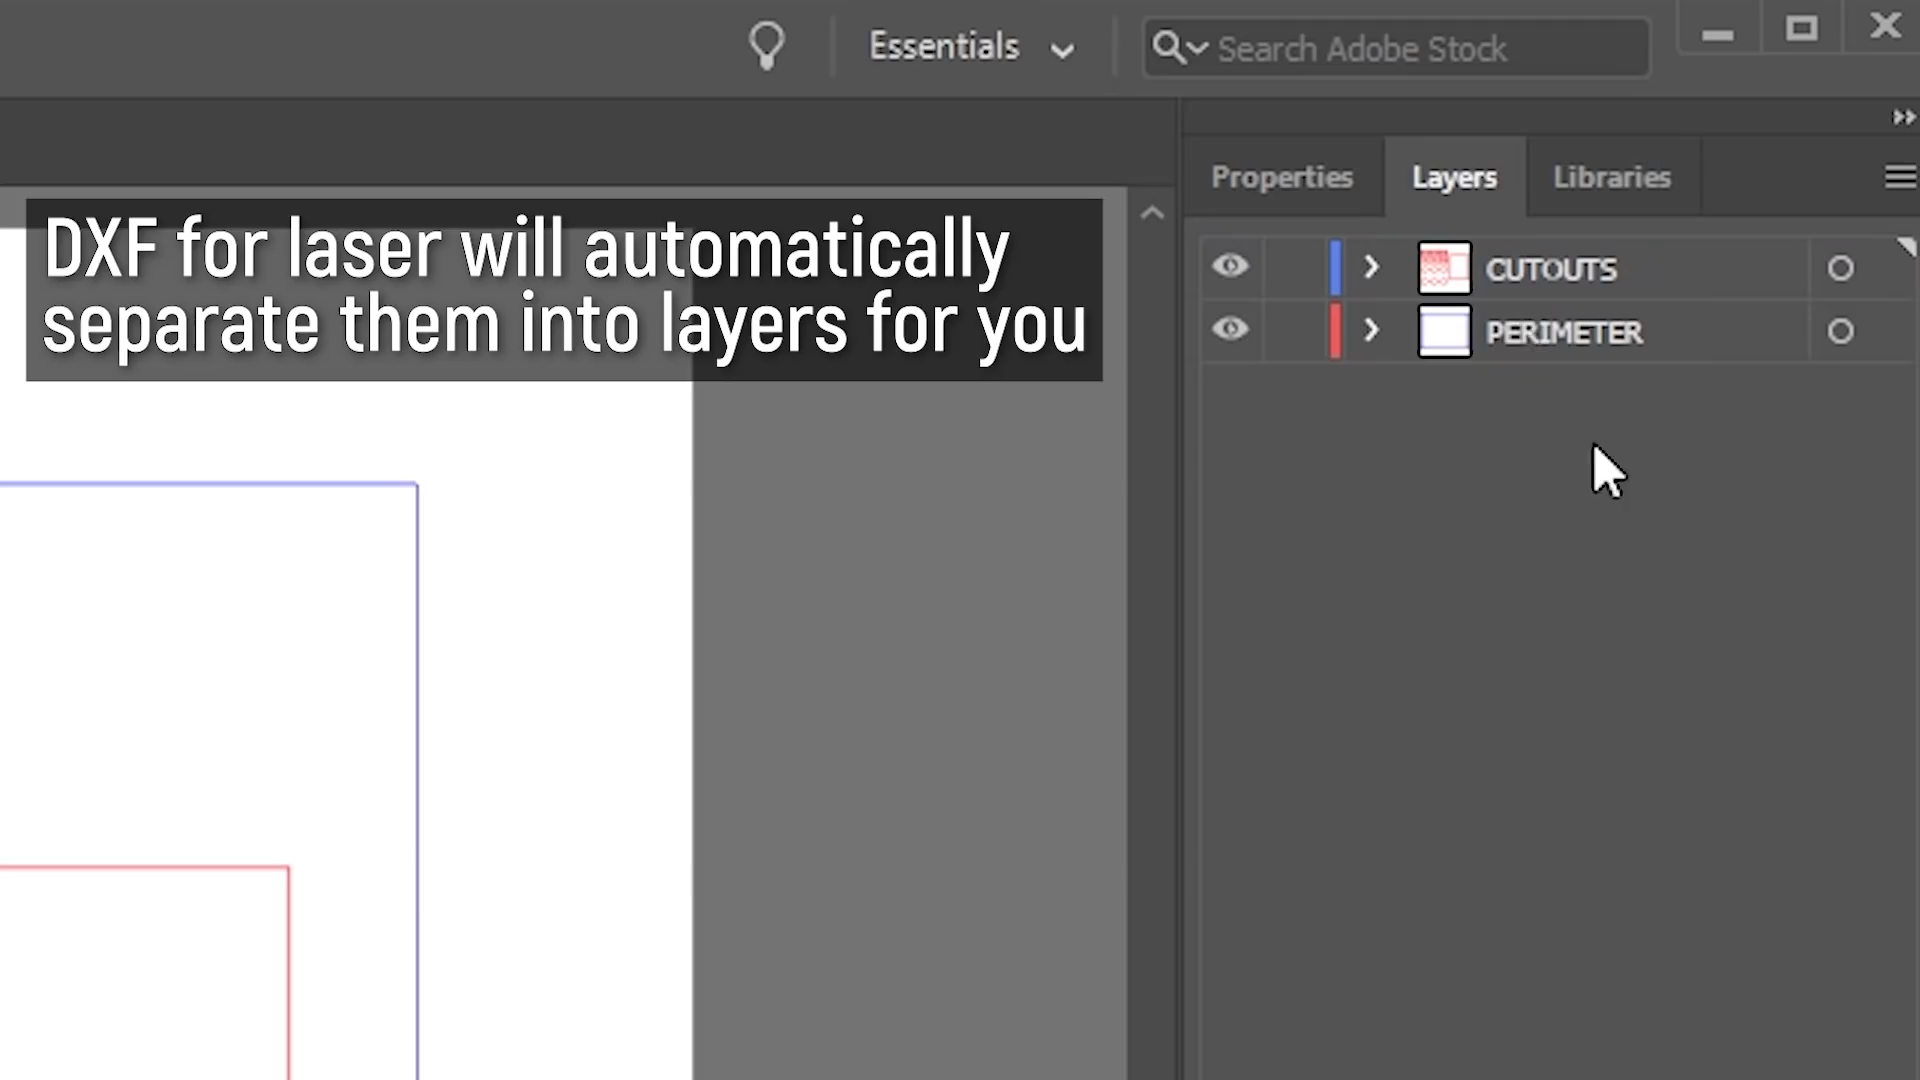 Essentials
Search Adobe Stock
Properties
Layers
Libraries
DXF for laser will automatically
separate them into layers for you
CUTOUTS
PERIMETER